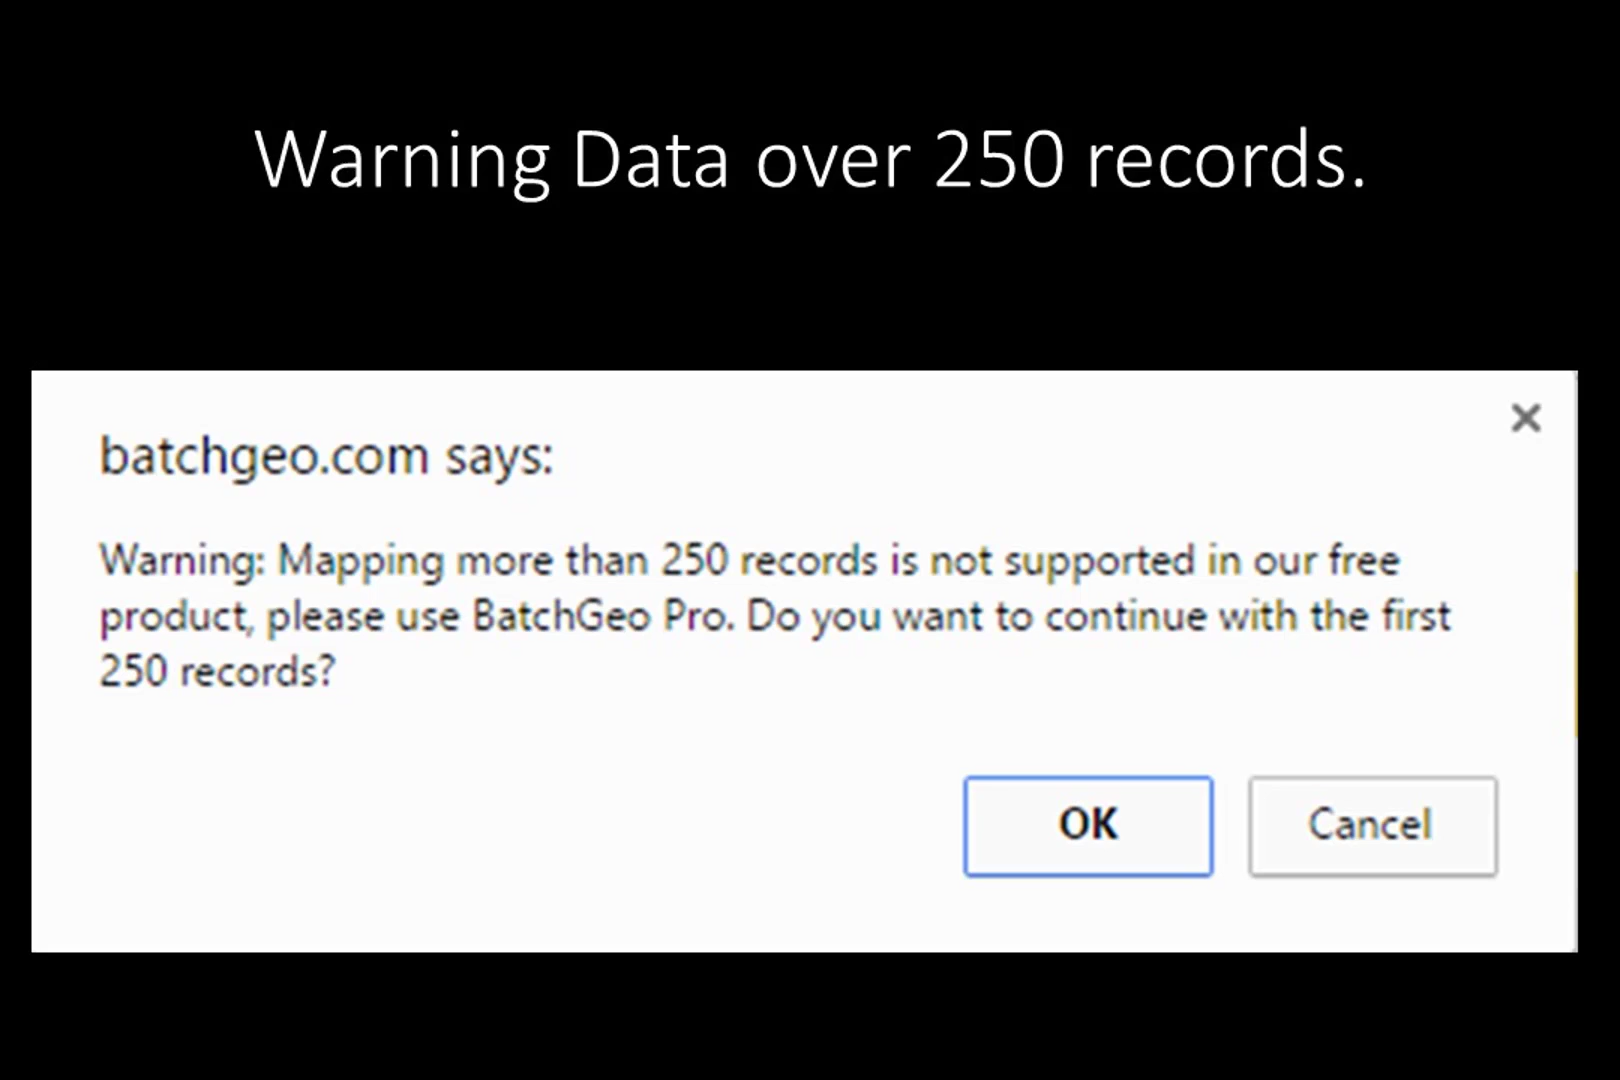 Warning Data over 250 records.
batchgeo.com says:
Warning: Mapping more than 250 records is not supported in our free
product, please use BatchGeo Pro. Do you want to continue with the first
250 records?
OK
Cancel